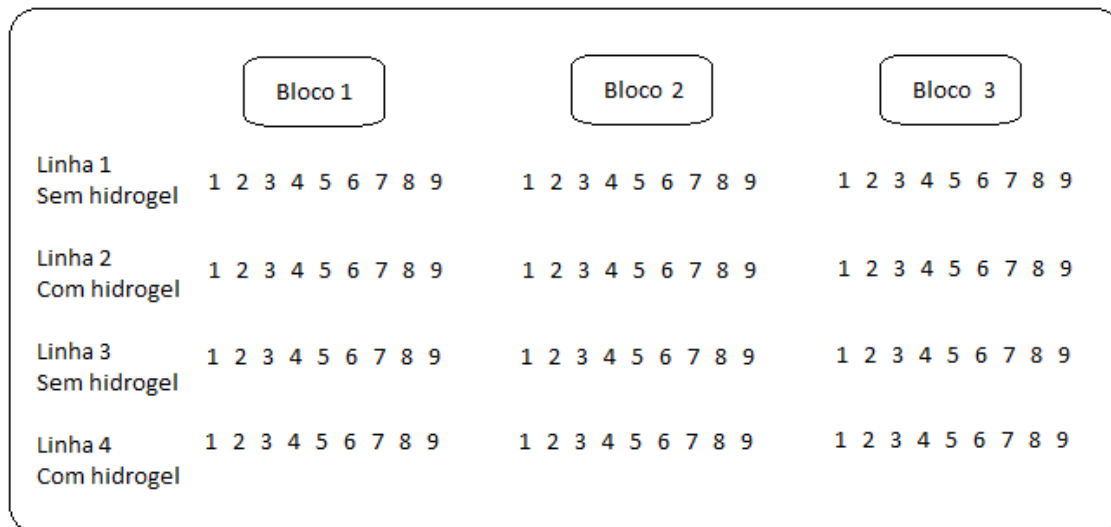 Bloco 1 Bloco 2 Bloco 3
Linha 1
Sem hidrogel 1 2 3 4 5 6 7 8 9 1 2 3 4 5 6 7 8 9 1 2 3 4 5 6 7 8 9
Linha 2
Com hidrogel 1 2 3 4 5 6 7 8 9 1 2 3 4 5 6 7 8 9 1 2 3 4 5 6 7 8 9
Linha 3
Sem hidrogel 1 2 3 4 5 6 7 8 9 1 2 3 4 5 6 7 8 9 1 2 3 4 5 6 7 8 9
Linha 4 1 2 3 4 5 6 7 8 9 1 2 3 4 5 6 7 8 9 1 2 3 4 5 6 7 8 9
Com hidrogel